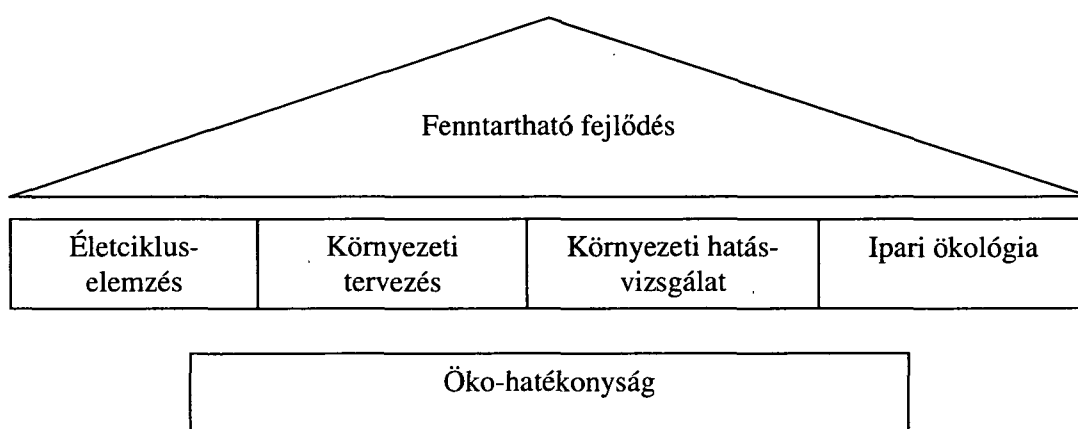 Fenntartható fejlődés
Életciklus-
elemzés
Környezeti
tervezés
Környezeti hatás-
vizsgálat
Ipari ökológia
Öko-hatékonyság